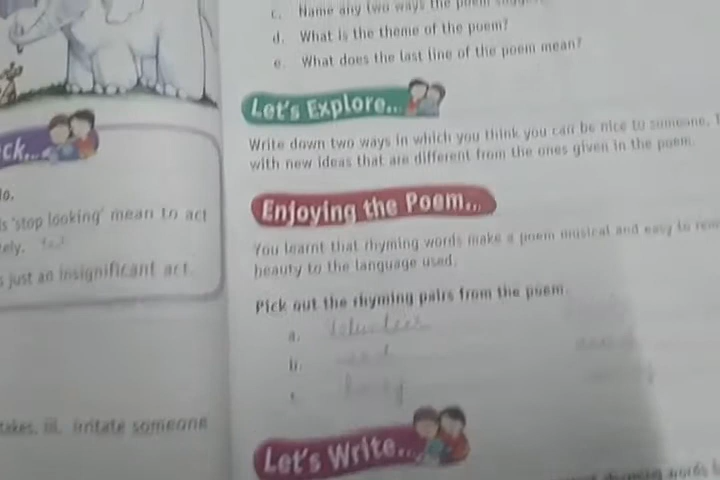 c. Name any two ways the poem
d. What is the theme of the poem?
e. What does the last line of the poem mean?
Let's Explore...
Write down two ways in which you think you can be nice to someone.
with new ideas that are different from the ones given in the poem.
ck...
lo.
is 'stop looking' mean to act
ely.
just an insignificant act
Enjoying the Poem...
You learnt that rhyming words make a poem musical and easy to
beauty to the language used.
Pick out the rhyming pairs from the poem.
a. Volunteer
b.
takes. iii. irritate someone
Let's Write...